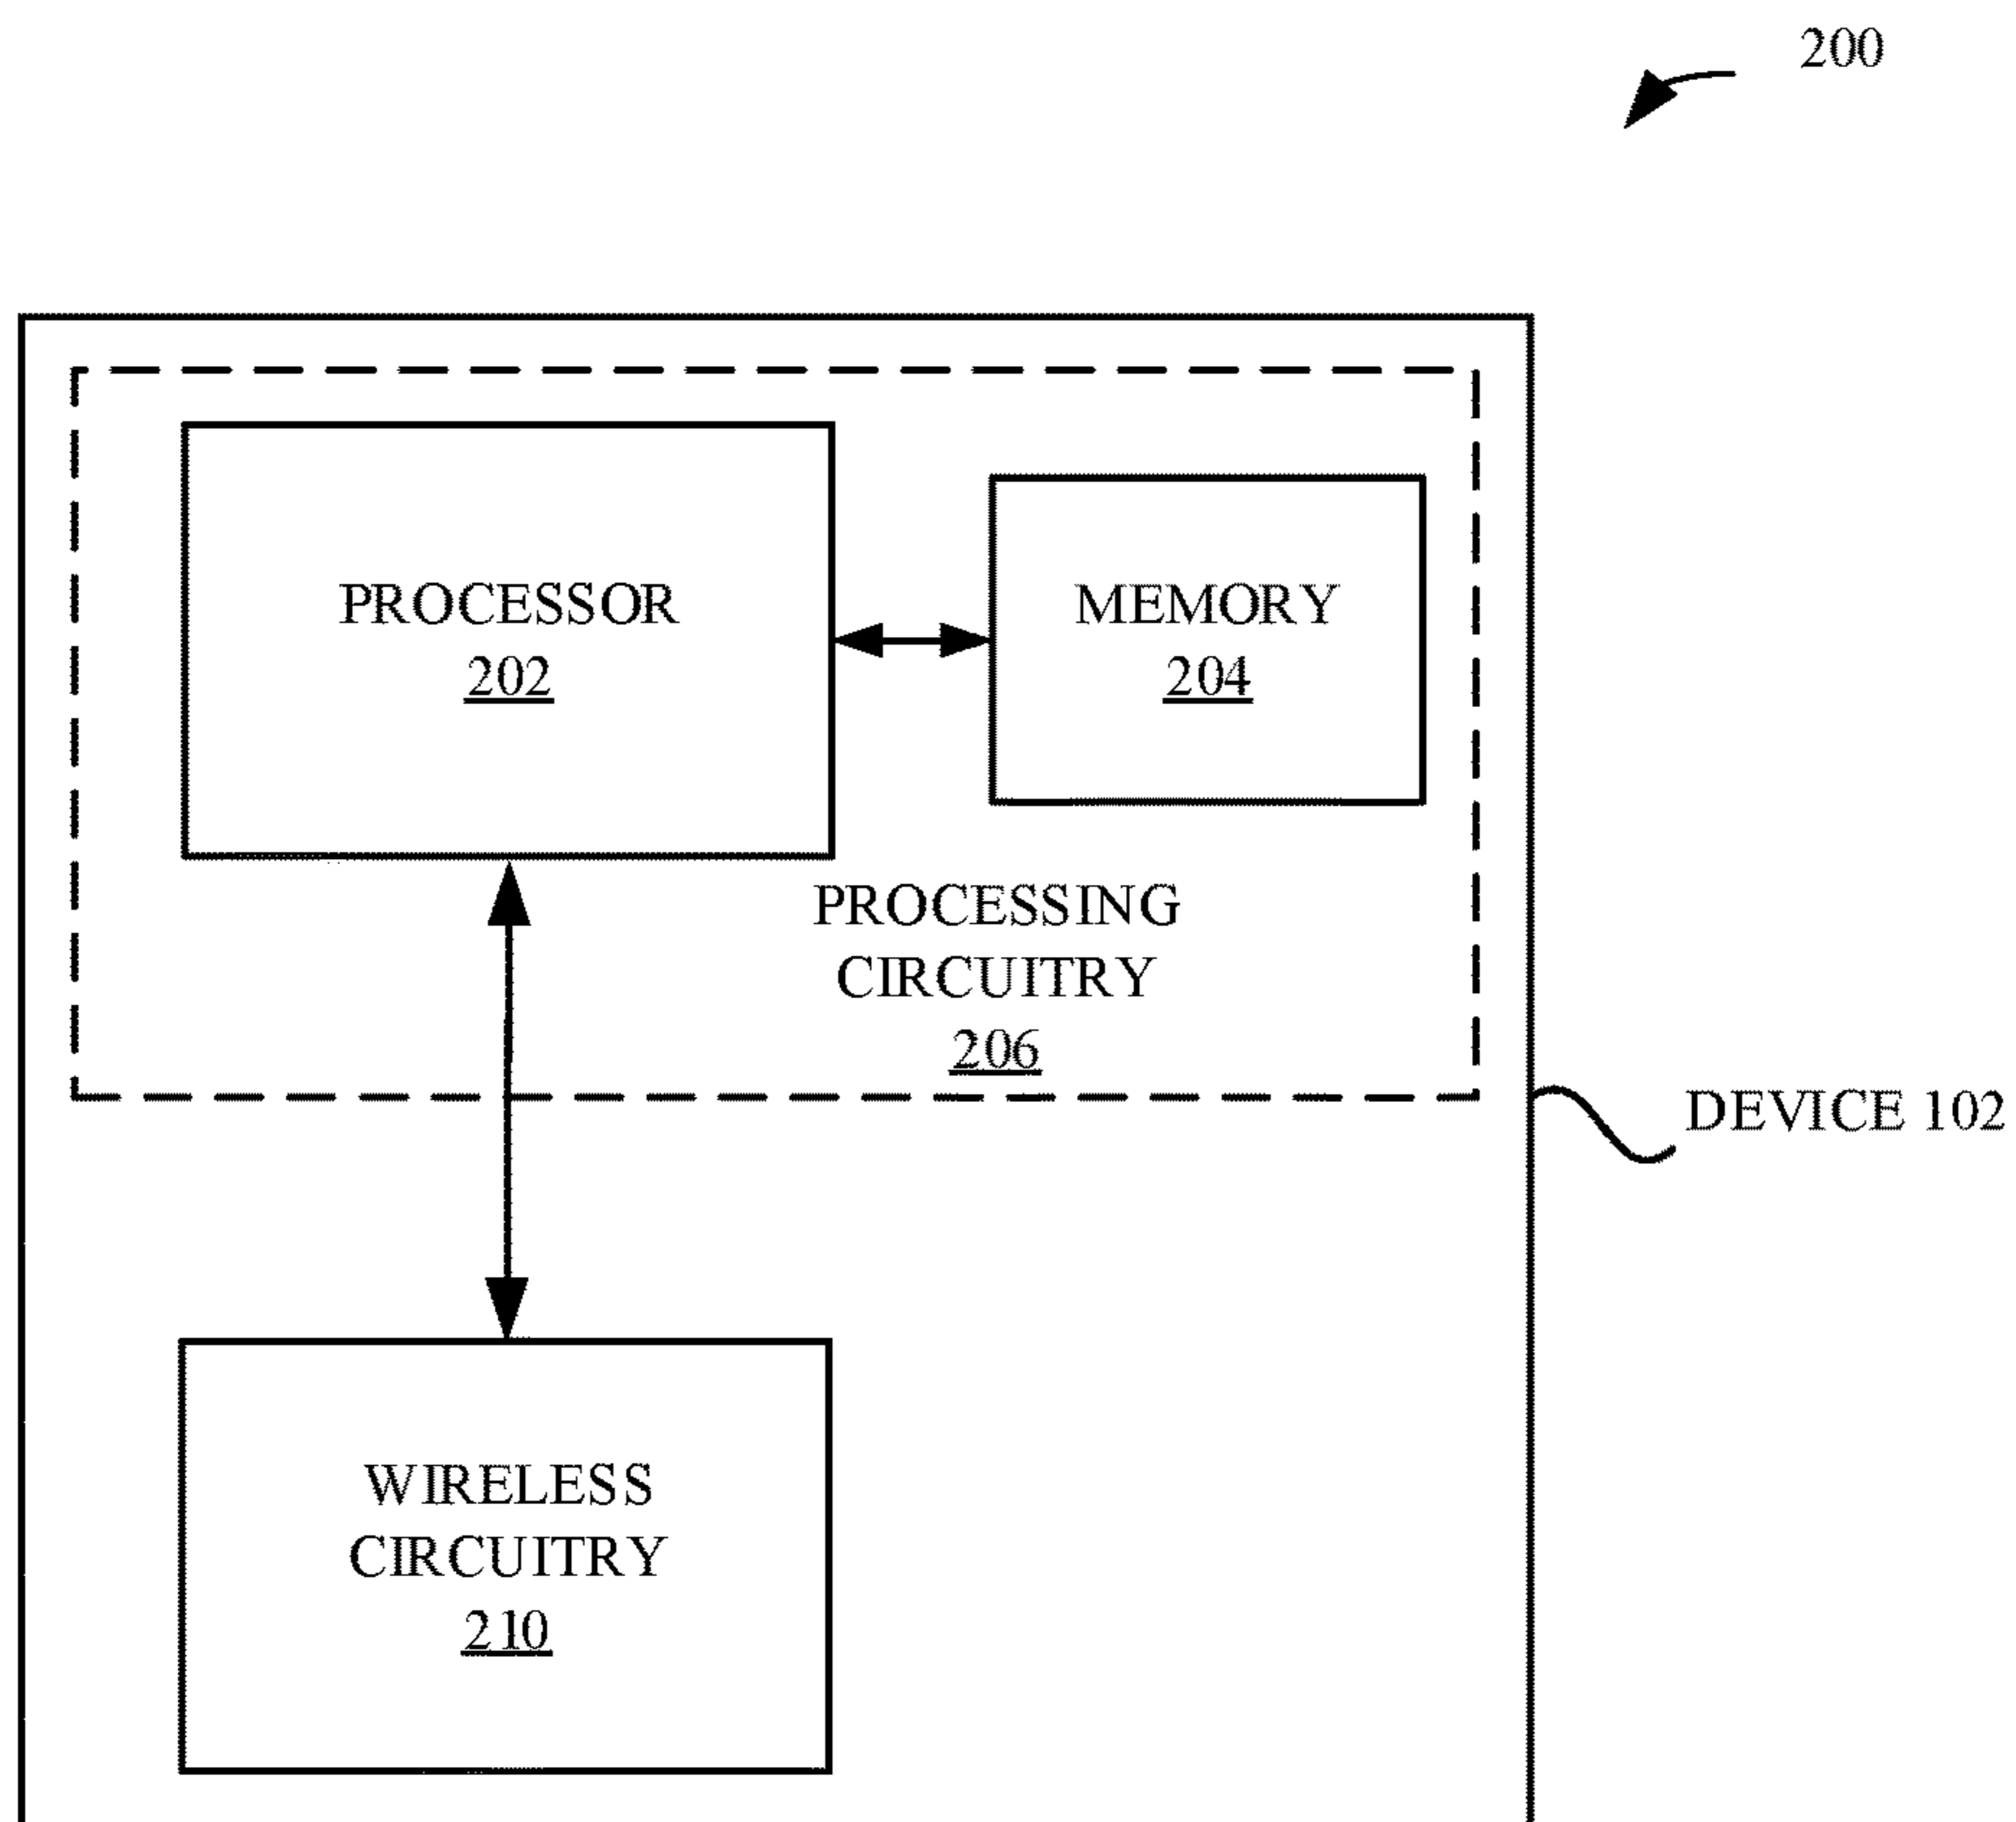 200
PROCESSOR
202
MEMORY
204
PROCESSING
CIRCUITRY
206
DEVICE 102
WIRELESS
CIRCUITRY
210